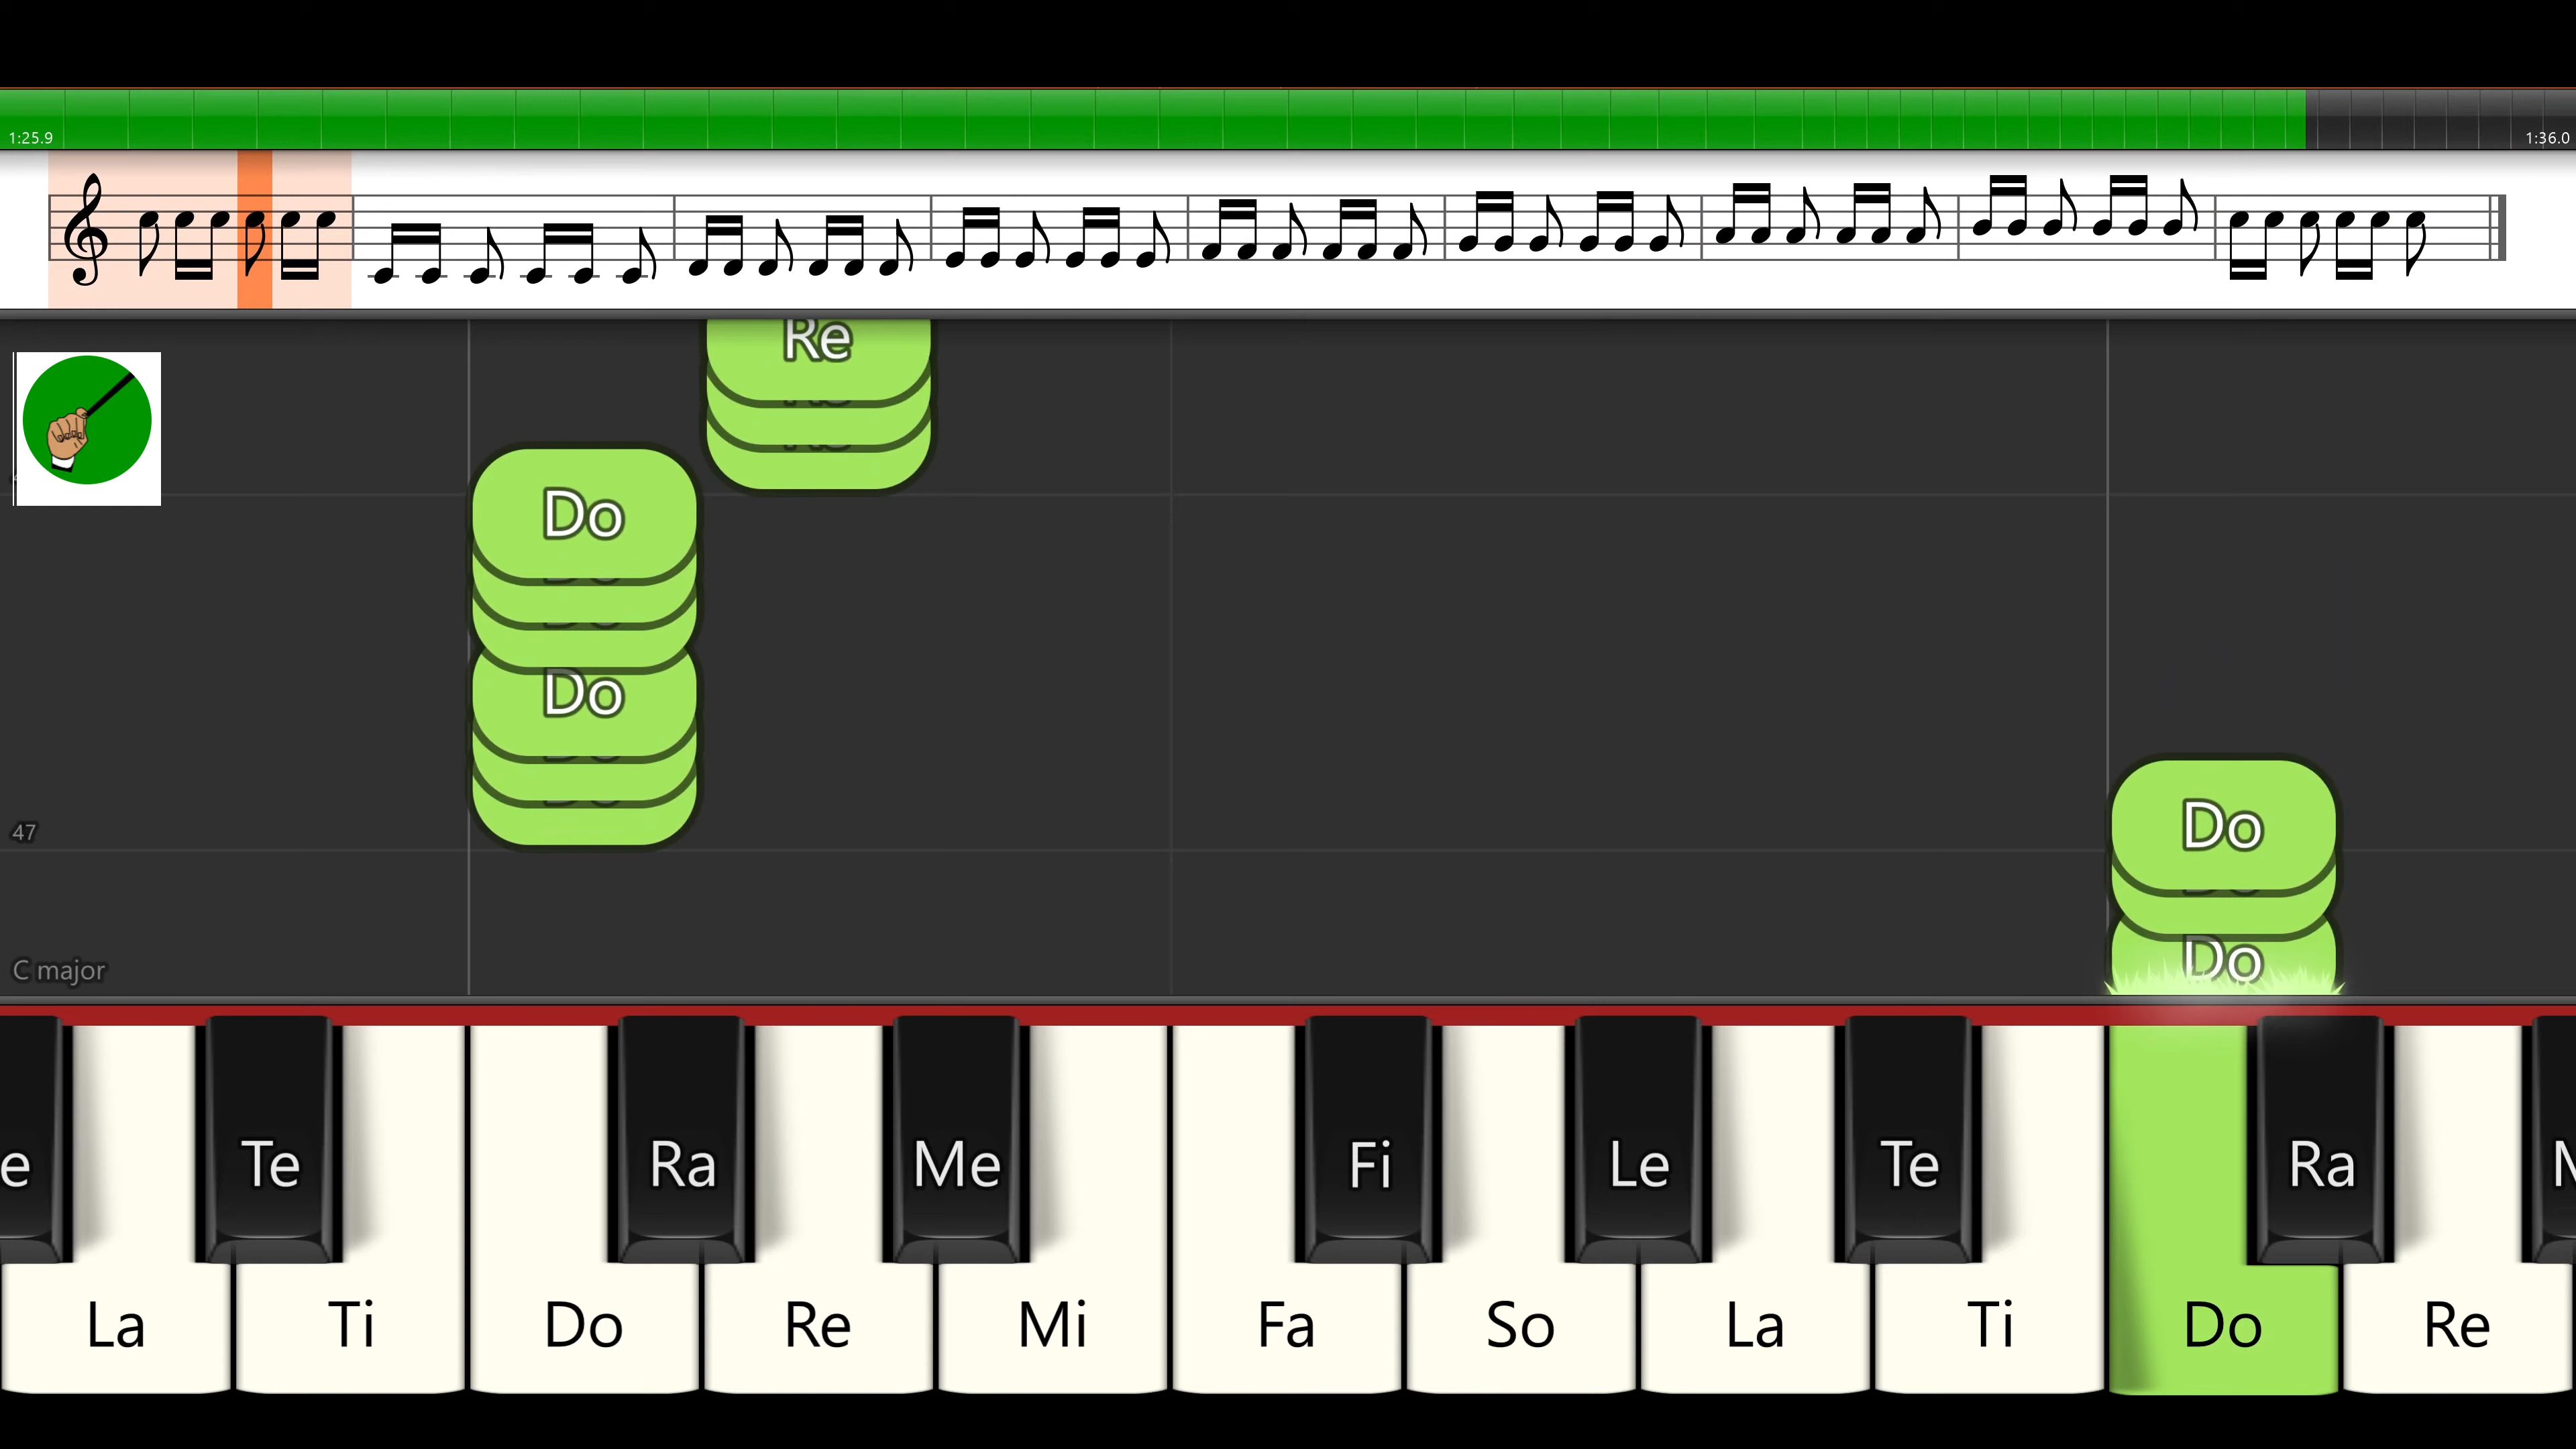 1:25.9 1:36.0
Re
Do
Do
Do
47
Do
C major
Te Ra Me Fi Le Te Ra
La Ti Do Re Mi Fa So La Ti Do Re